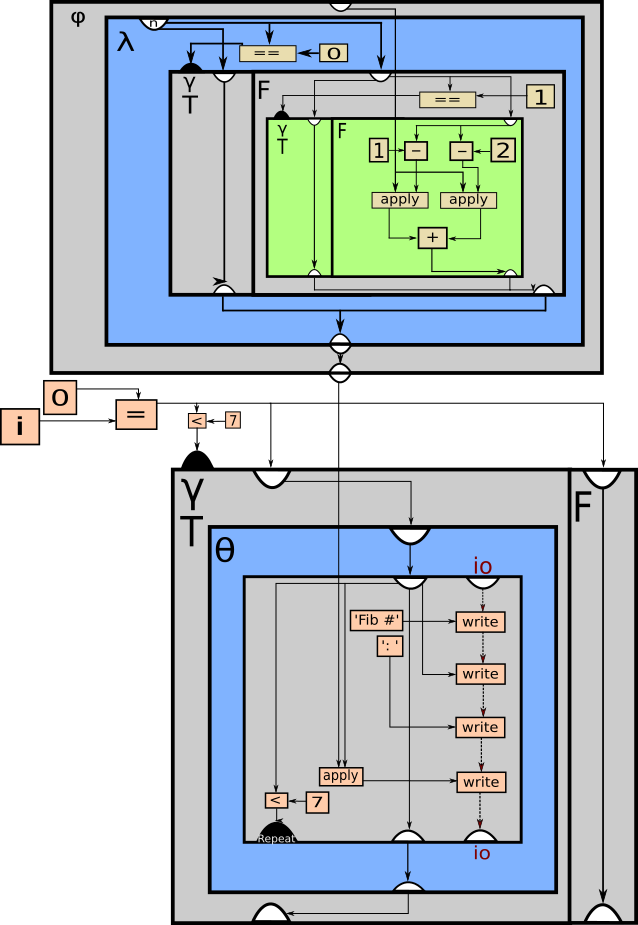 φ
λ
n
== 0
γ
T
F
== 1
γ
T
F
1 - - 2
apply apply
+
0
i =
< 7
γ
T
F
θ
io
'Fib #' write
': '
write
write
apply write
< 7
Repeat
io